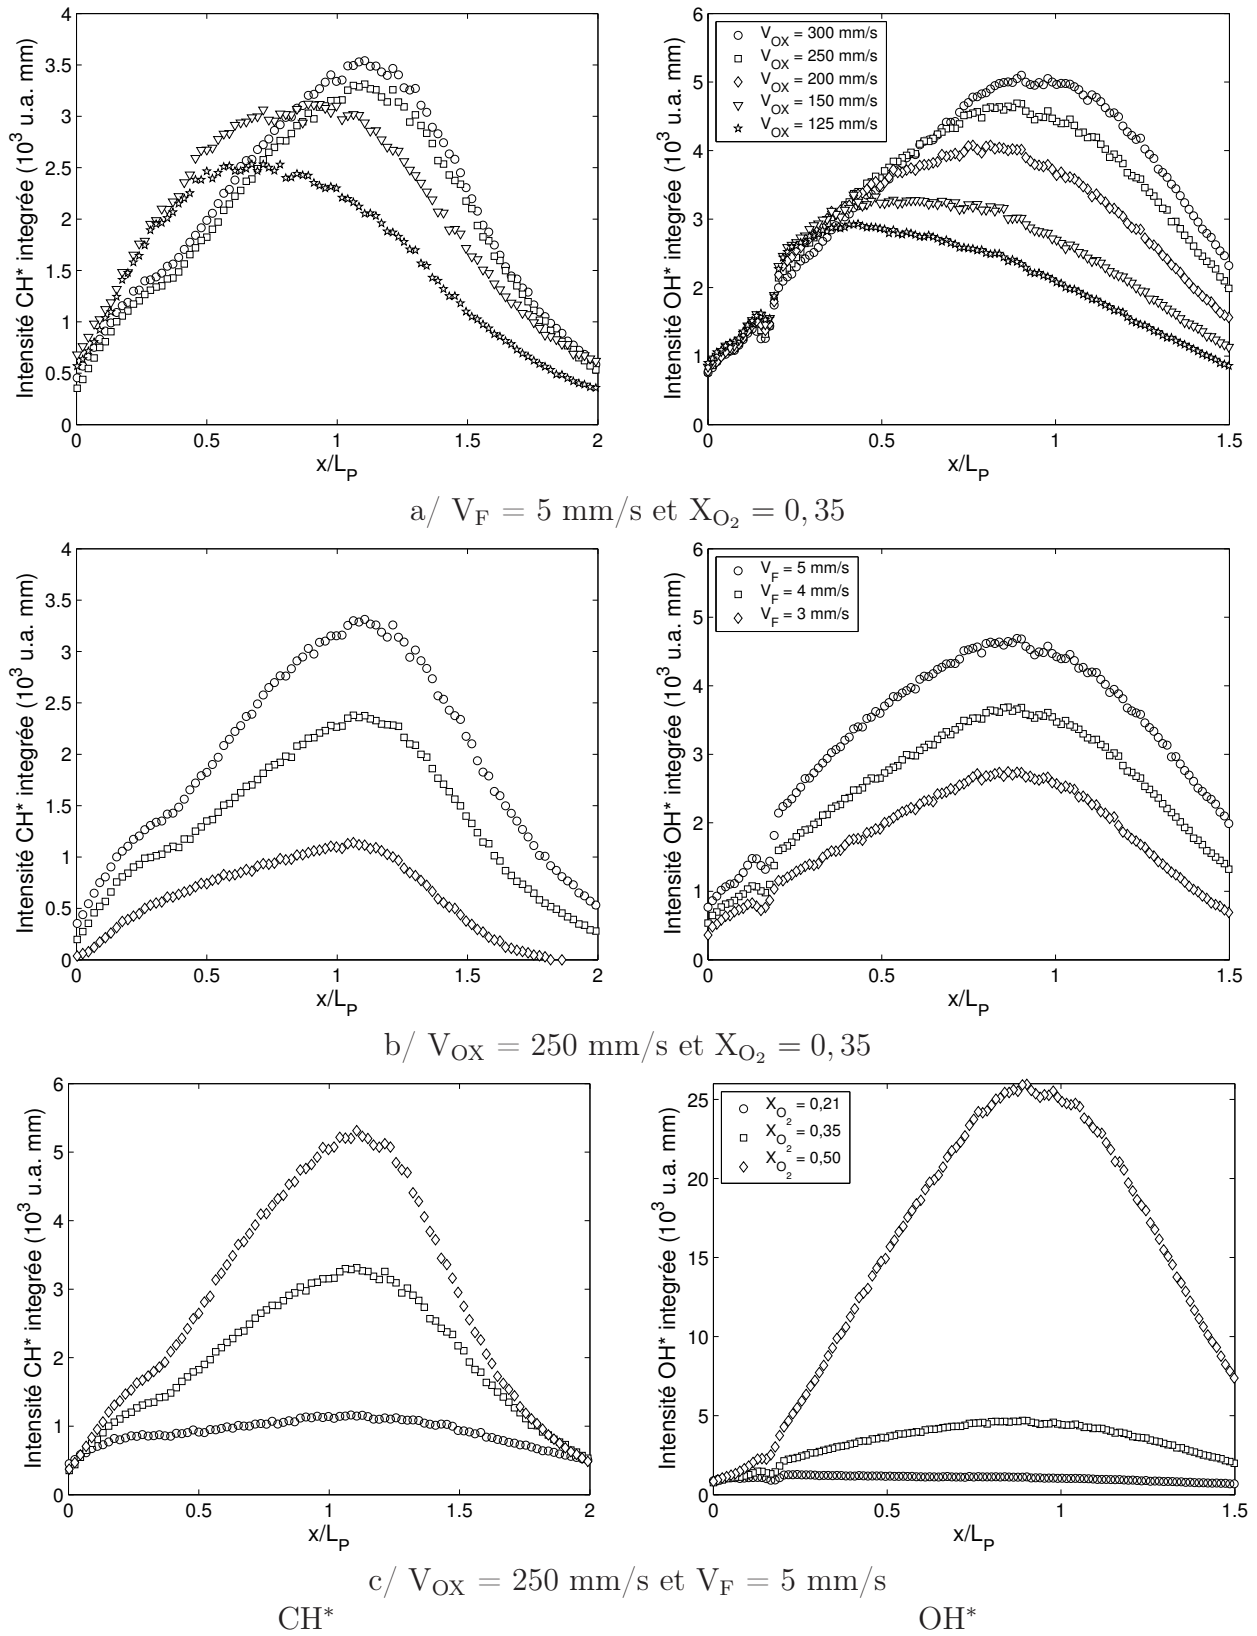 4
3.5
3
2.5
2
1.5
1
0.5
0
0 0.5 1 1.5 2
Intensité CH* integrée (10³ u.a. mm)
x/L_P
6
5
4
3
2
1
0
0 0.5 1 1.5
Intensité OH* integrée (10³ u.a. mm)
x/L_P
V_OX = 300 mm/s
V_OX = 250 mm/s
V_OX = 200 mm/s
V_OX = 150 mm/s
V_OX = 125 mm/s
a/ V_F = 5 mm/s et X_O₂ = 0, 35
4
3.5
3
2.5
2
1.5
1
0.5
0
0 0.5 1 1.5 2
Intensité CH* integrée (10³ u.a. mm)
x/L_P
6
5
4
3
2
1
0
0 0.5 1 1.5
Intensité OH* integrée (10³ u.a. mm)
x/L_P
V_F = 5 mm/s
V_F = 4 mm/s
V_F = 3 mm/s
b/ V_OX = 250 mm/s et X_O₂ = 0, 35
6
5
4
3
2
1
0
0 0.5 1 1.5 2
Intensité CH* integrée (10³ u.a. mm)
x/L_P
25
20
15
10
5
0
0 0.5 1 1.5
Intensité OH* integrée (10³ u.a. mm)
x/L_P
X_O₂ = 0,21
X_O₂ = 0,35
X_O₂ = 0,50
c/ V_OX = 250 mm/s et V_F = 5 mm/s
CH* OH*